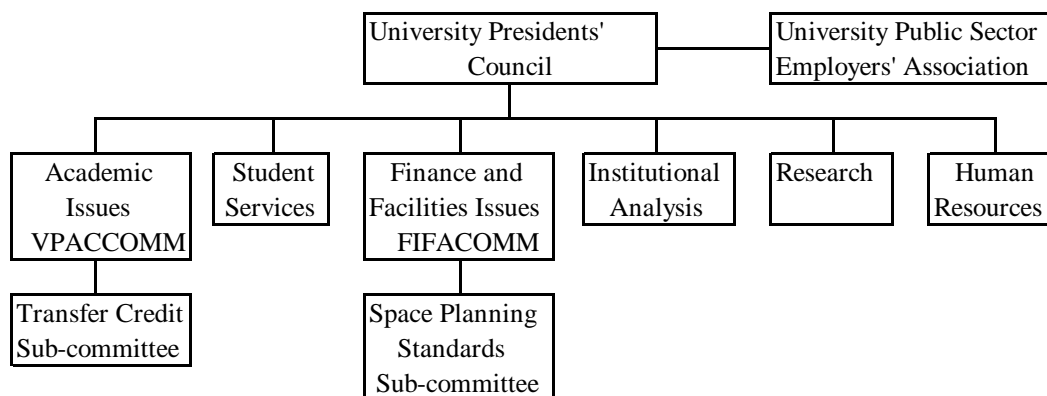 University Presidents'
Council
University Public Sector
Employers' Association
Academic
Issues
VPACCOMM
Student
Services
Finance and
Facilities Issues
FIFACOMM
Institutional
Analysis
Research
Human
Resources
Transfer Credit
Sub-committee
Space Planning
Standards
Sub-committee